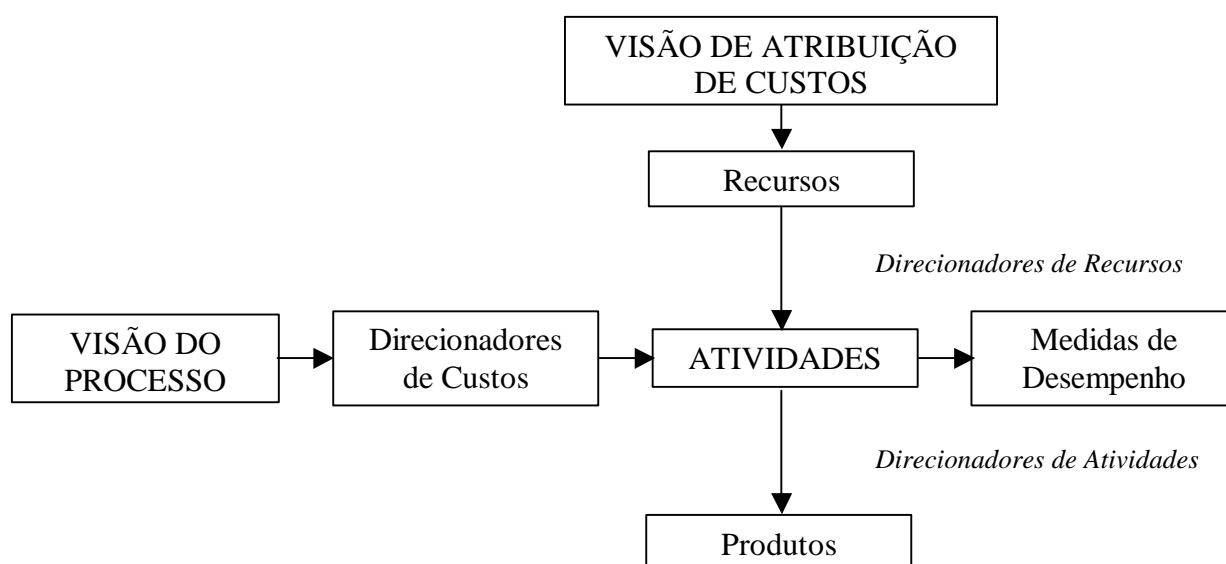 VISÃO DE ATRIBUIÇÃO
DE CUSTOS
Recursos
Direcionadores de Recursos
VISÃO DO
PROCESSO
Direcionadores
de Custos
ATIVIDADES
Medidas de
Desempenho
Direcionadores de Atividades
Produtos